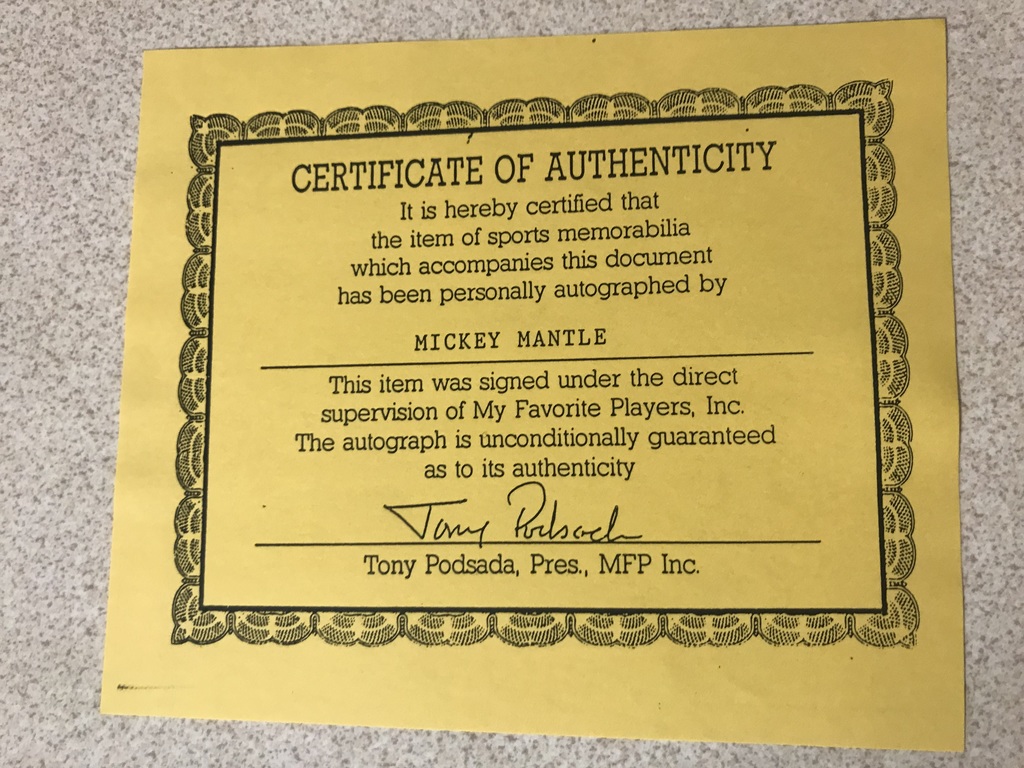 CERTIFICATE OF AUTHENTICITY
It is hereby certified that
the item of sports memorabilia
which accompanies this document
has been personally autographed by
MICKEY MANTLE
This item was signed under the direct
supervision of My Favorite Players, Inc.
The autograph is unconditionally guaranteed
as to its authenticity
Tony Podsada
Tony Podsada, Pres., MFP Inc.